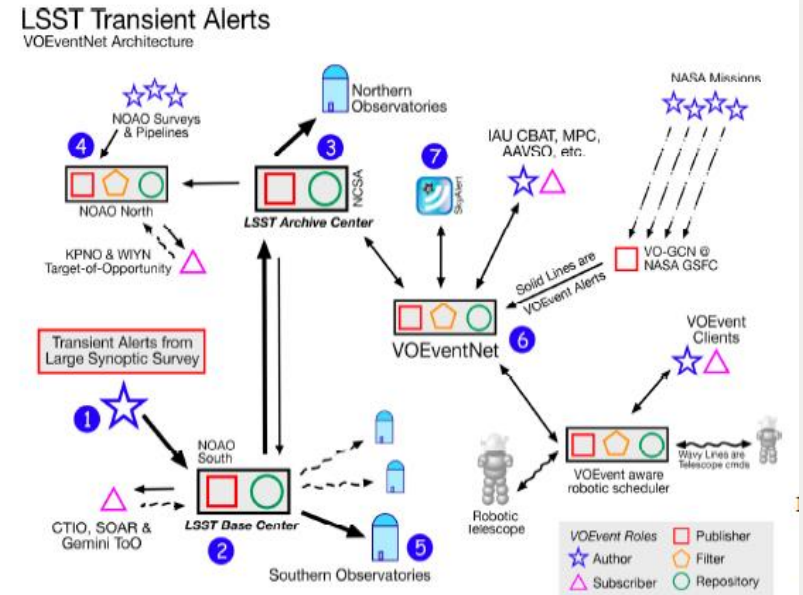 LSST Transient Alerts
VOEventNet Architecture
NASA Missions
Northern
Observatories
NOAO Surveys
& Pipelines
IAU CBAT, MPC,
AAVSO, etc.
4
3
7
NCSA
SkyAlert
NOAO North
LSST Archive Center
KPNO & WIYN
Target-of-Opportunity
Solid Lines are
VOEvent Alerts
VO-GCN @
NASA GSFC
VOEventNet
6
VOEvent
Clients
Transient Alerts from
Large Synoptic Survey
1
NOAO
South
VOEvent aware
robotic scheduler
Wavy Lines are
Telescope cmds
Robotic
Telescope
CTIO, SOAR &
Gemini ToO
LSST Base Center
2
5
Southern Observatories
VOEvent Roles
Publisher
Author
Filter
Subscriber
Repository